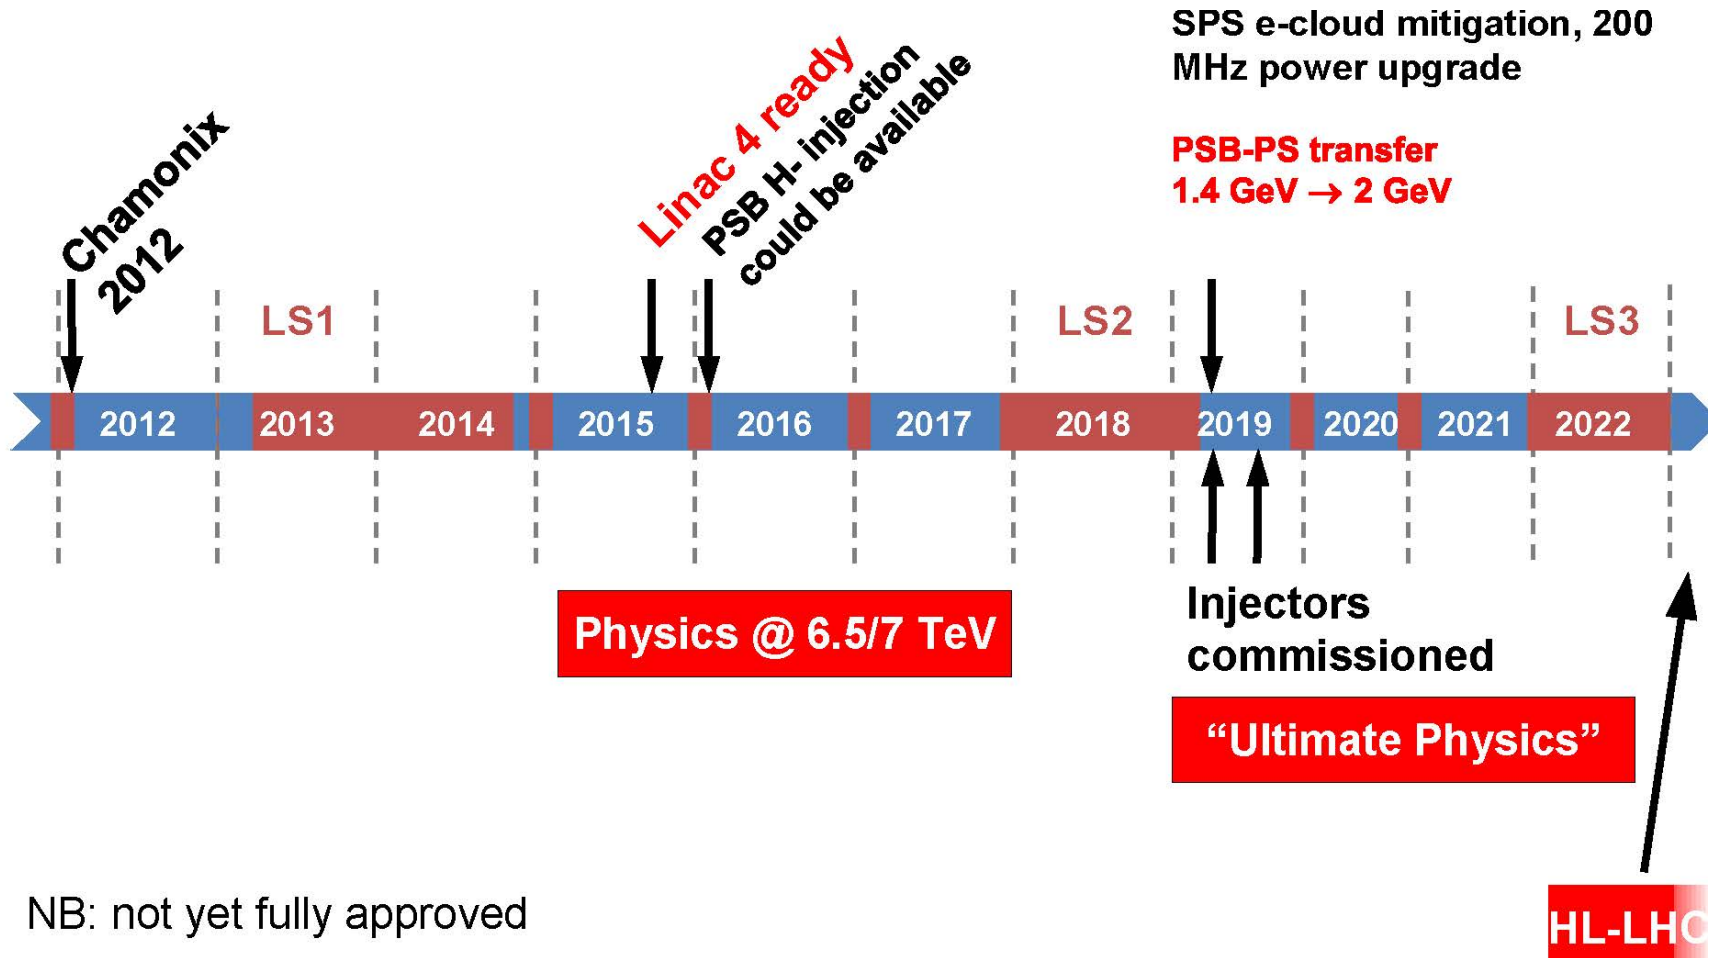 SPS e-cloud mitigation, 200
MHz power upgrade
PSB-PS transfer
1.4 GeV → 2 GeV
Chamonix
2012
Linac 4 ready
PSB H- injection
could be available
LS1
LS2
LS3
2012
2013
2014
2015
2016
2017
2018
2019
2020
2021
2022
Physics @ 6.5/7 TeV
Injectors
commissioned
“Ultimate Physics”
NB: not yet fully approved
HL-LHC